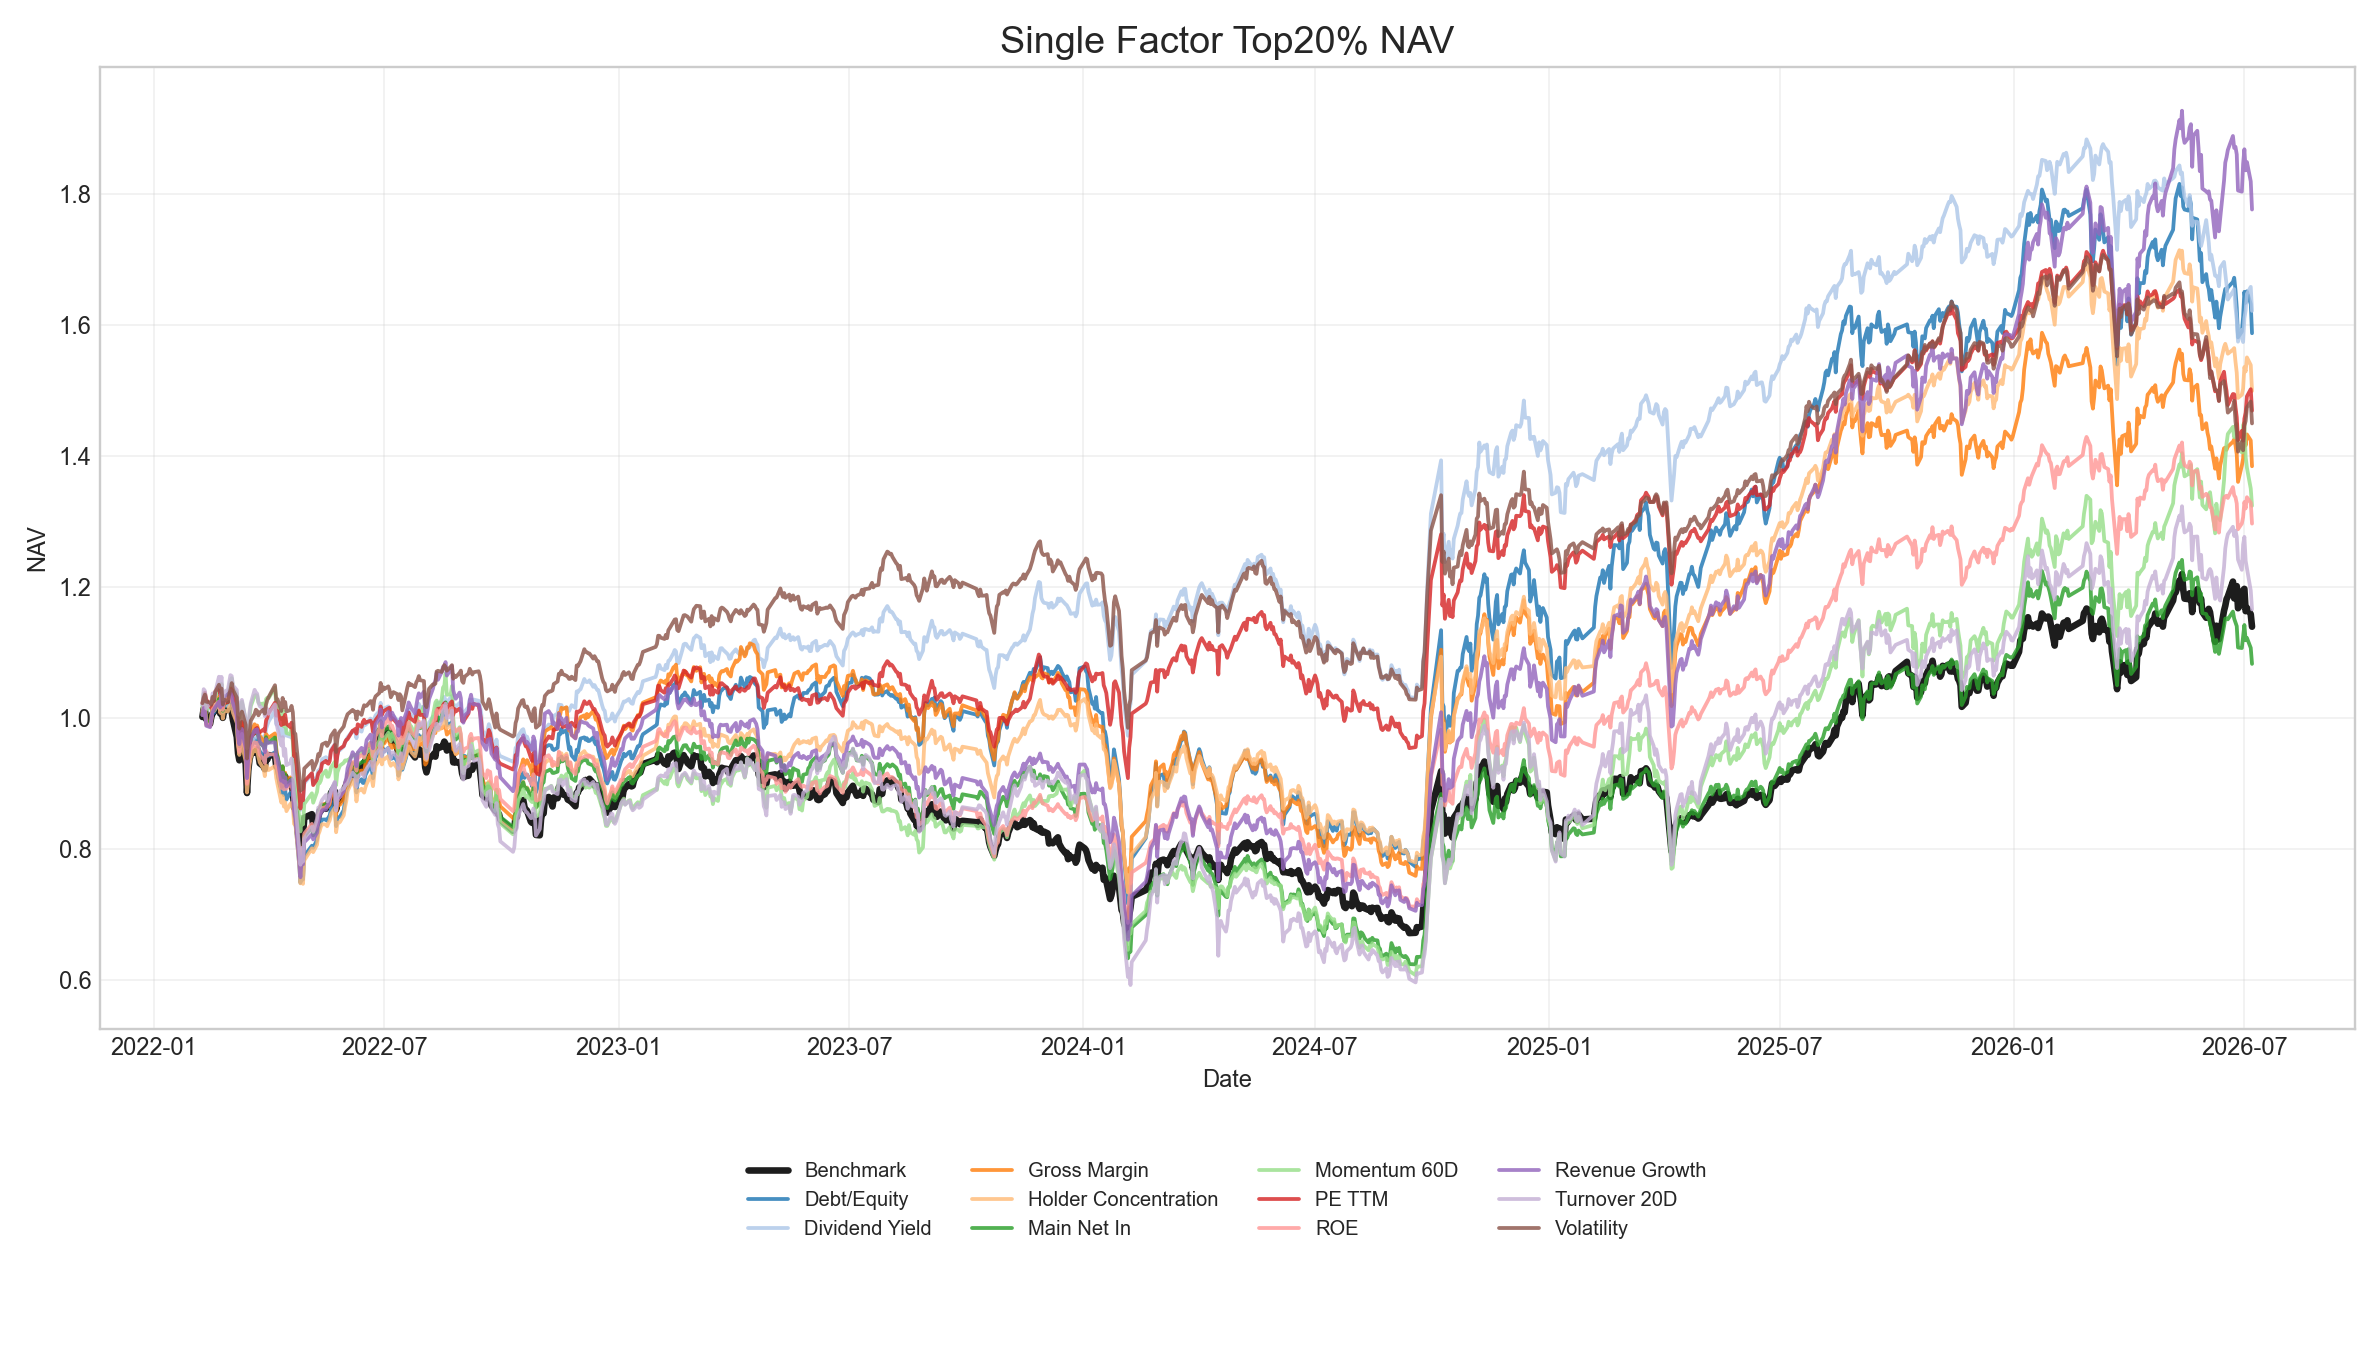 Single Factor Top20% NAV
NAV
1.8
1.6
1.4
1.2
1.0
0.8
0.6
2022-01 2022-07 2023-01 2023-07 2024-01 2024-07 2025-01 2025-07 2026-01 2026-07
Date
Benchmark Gross Margin Momentum 60D Revenue Growth
Debt/Equity Holder Concentration PE TTM Turnover 20D
Dividend Yield Main Net In ROE Volatility